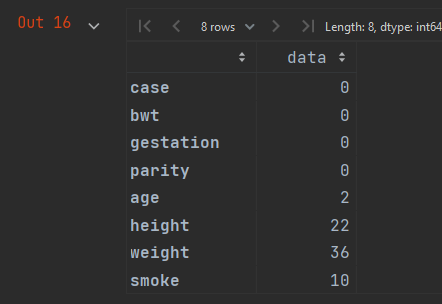 Out 16
8 rows
Length: 8, dtype: int64
data
case 0
bwt 0
gestation 0
parity 0
age 2
height 22
weight 36
smoke 10